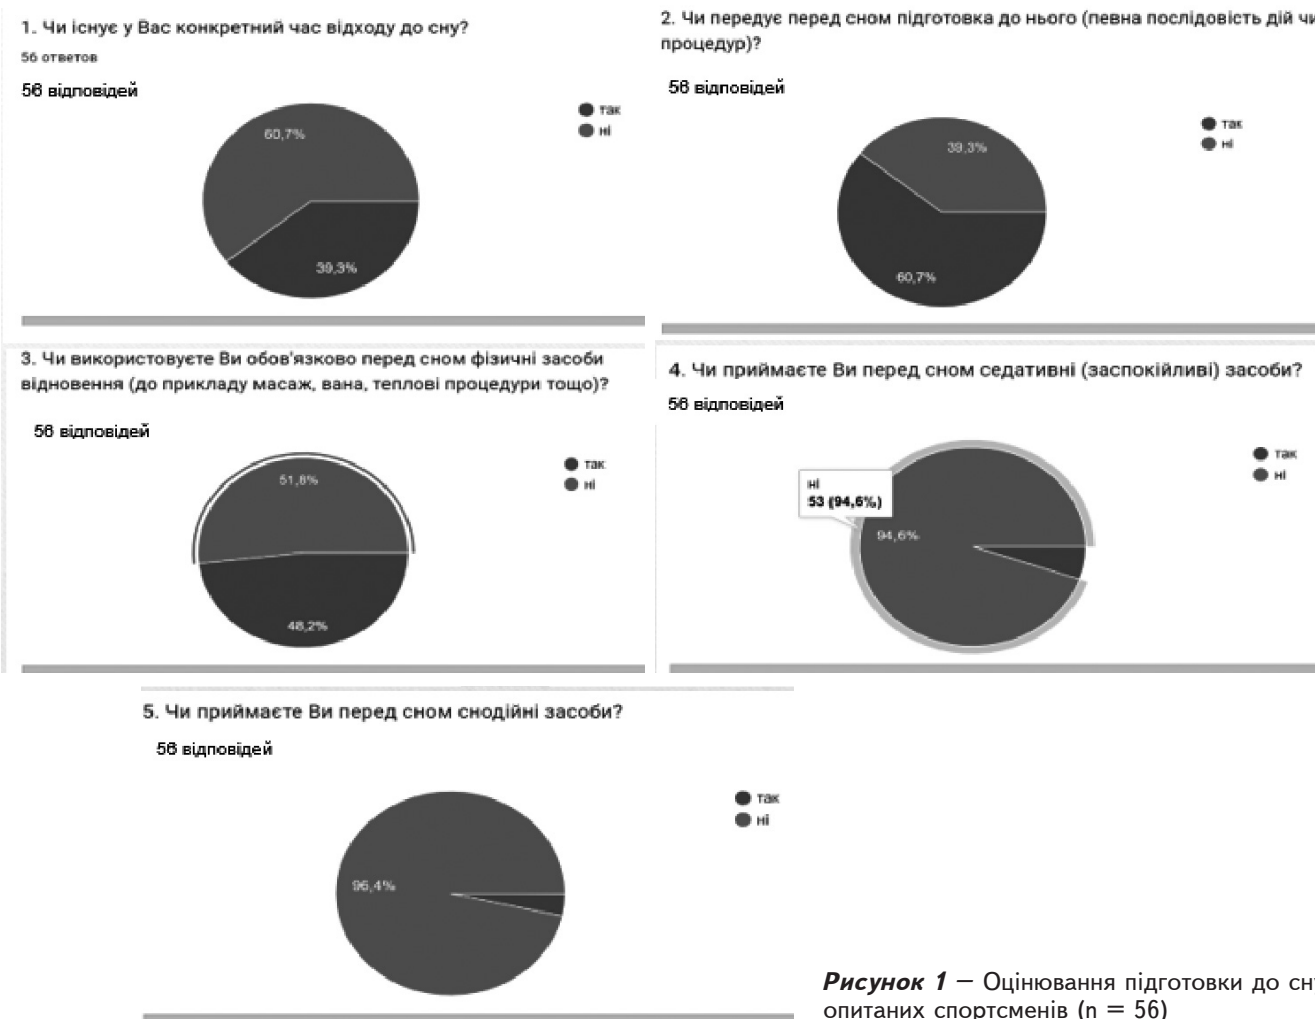 1. Чи існує у Вас конкретний час відходу до сну?
56 ответов
56 відповідей
так
ні
60,7%
39,3%
2. Чи передує перед сном підготовка до нього (певна послідовість дій чи
процедур)?
56 відповідей
так
ні
39,3%
60,7%
3. Чи використовуєте Ви обов'язково перед сном фізичні засоби
відновення (до прикладу масаж, вана, теплові процедури тощо)?
56 відповідей
так
ні
51,8%
48,2%
4. Чи приймаєте Ви перед сном седативні (заспокійливі) засоби?
56 відповідей
так
ні
ні
53 (94,6%)
94,6%
5. Чи приймаєте Ви перед сном снодійні засоби?
56 відповідей
так
ні
96,4%
Рисунок 1 – Оцінювання підготовки до сну
опитаних спортсменів (n = 56)